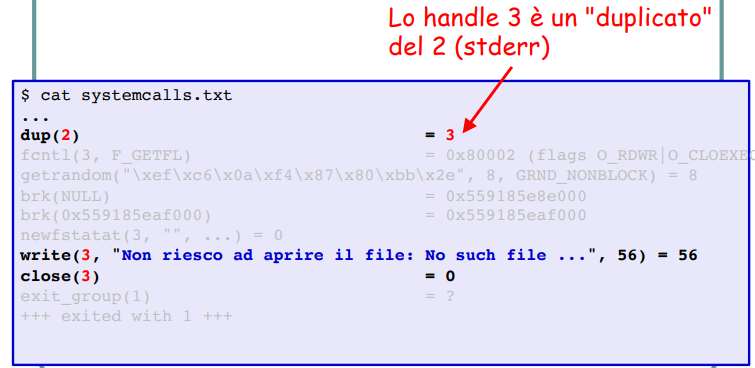 Lo handle 3 è un "duplicato"
del 2 (stderr)
$ cat systemcalls.txt
...
dup(2) = 3
fcntl(3, F_GETFL) = 0x80002 (flags O_RDWR|O_CLOEXEC
getrandom("\xef\xc6\x0a\xf4\x87\x80\xbb\x2e", 8, GRND_NONBLOCK) = 8
brk(NULL) = 0x559185e8e000
brk(0x559185eaf000) = 0x559185eaf000
newfstatat(3, "", ...) = 0
write(3, "Non riesco ad aprire il file: No such file ...", 56) = 56
close(3) = 0
exit_group(1) = ?
+++ exited with 1 +++